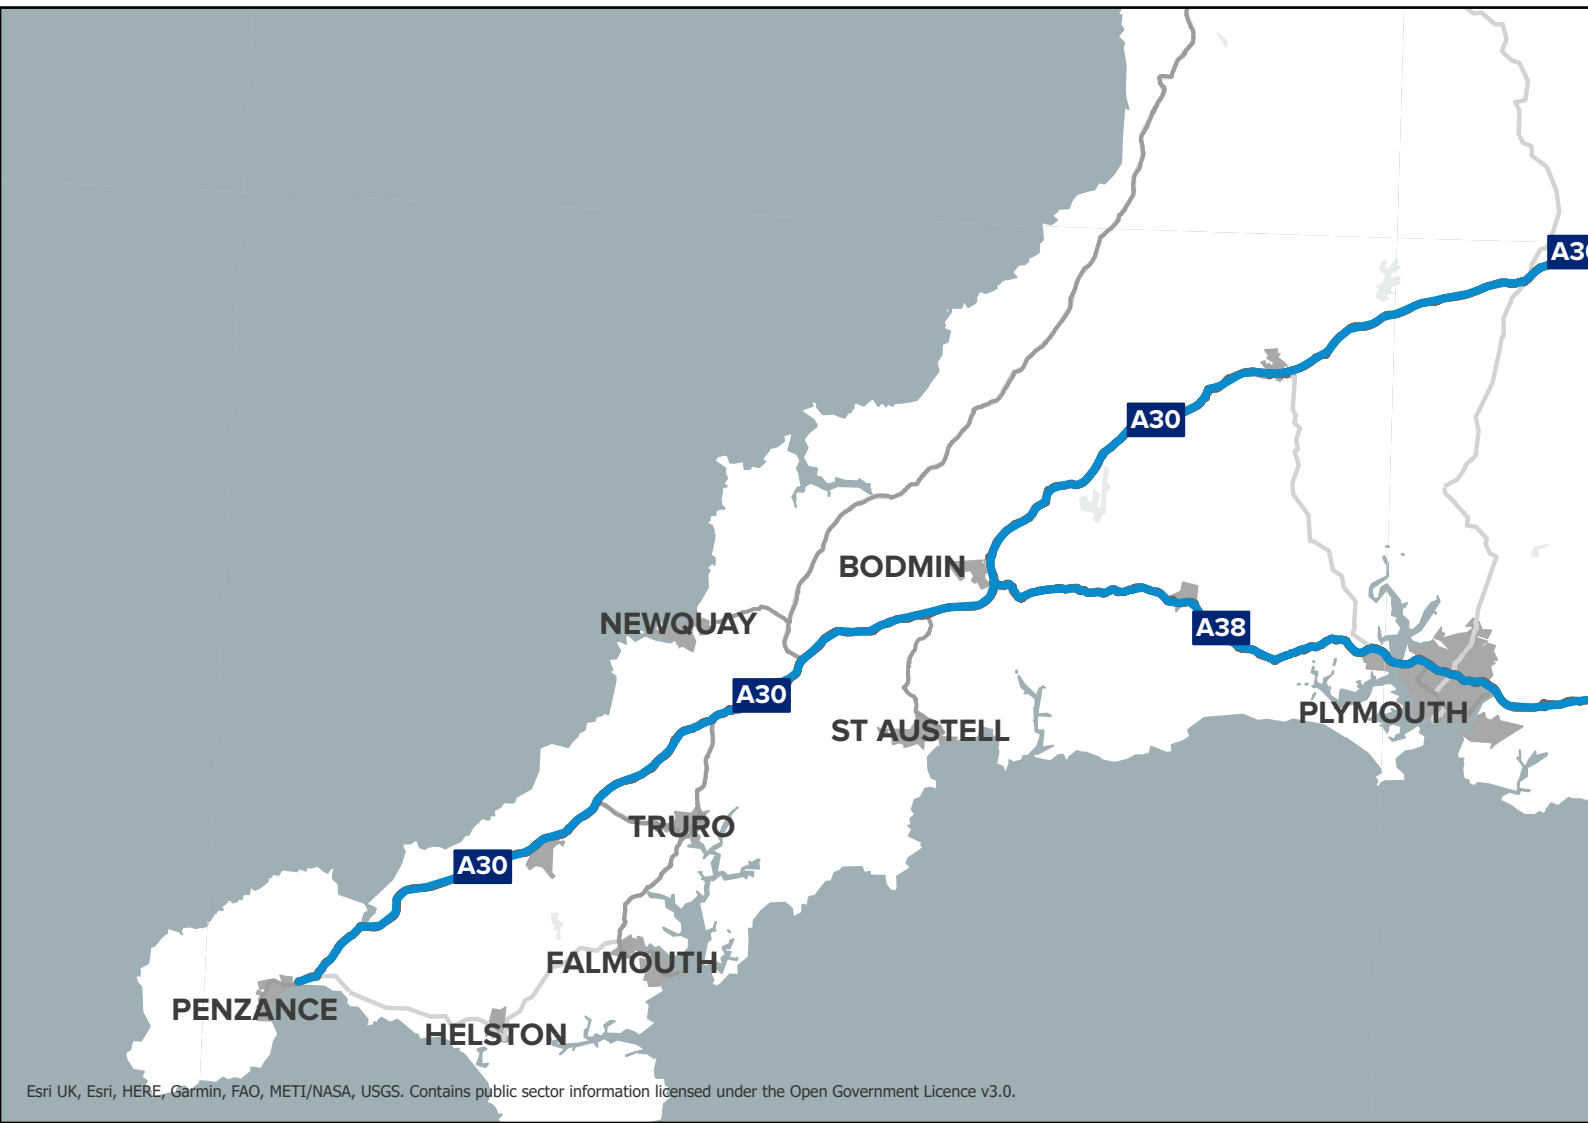 A30
A30
BODMIN
NEWQUAY
A38
A30
PLYMOUTH
ST AUSTELL
TRURO
A30
FALMOUTH
PENZANCE
HELSTON
Esri UK, Esri, HERE, Garmin, FAO, METI/NASA, USGS. Contains public sector information licensed under the Open Government Licence v3.0.